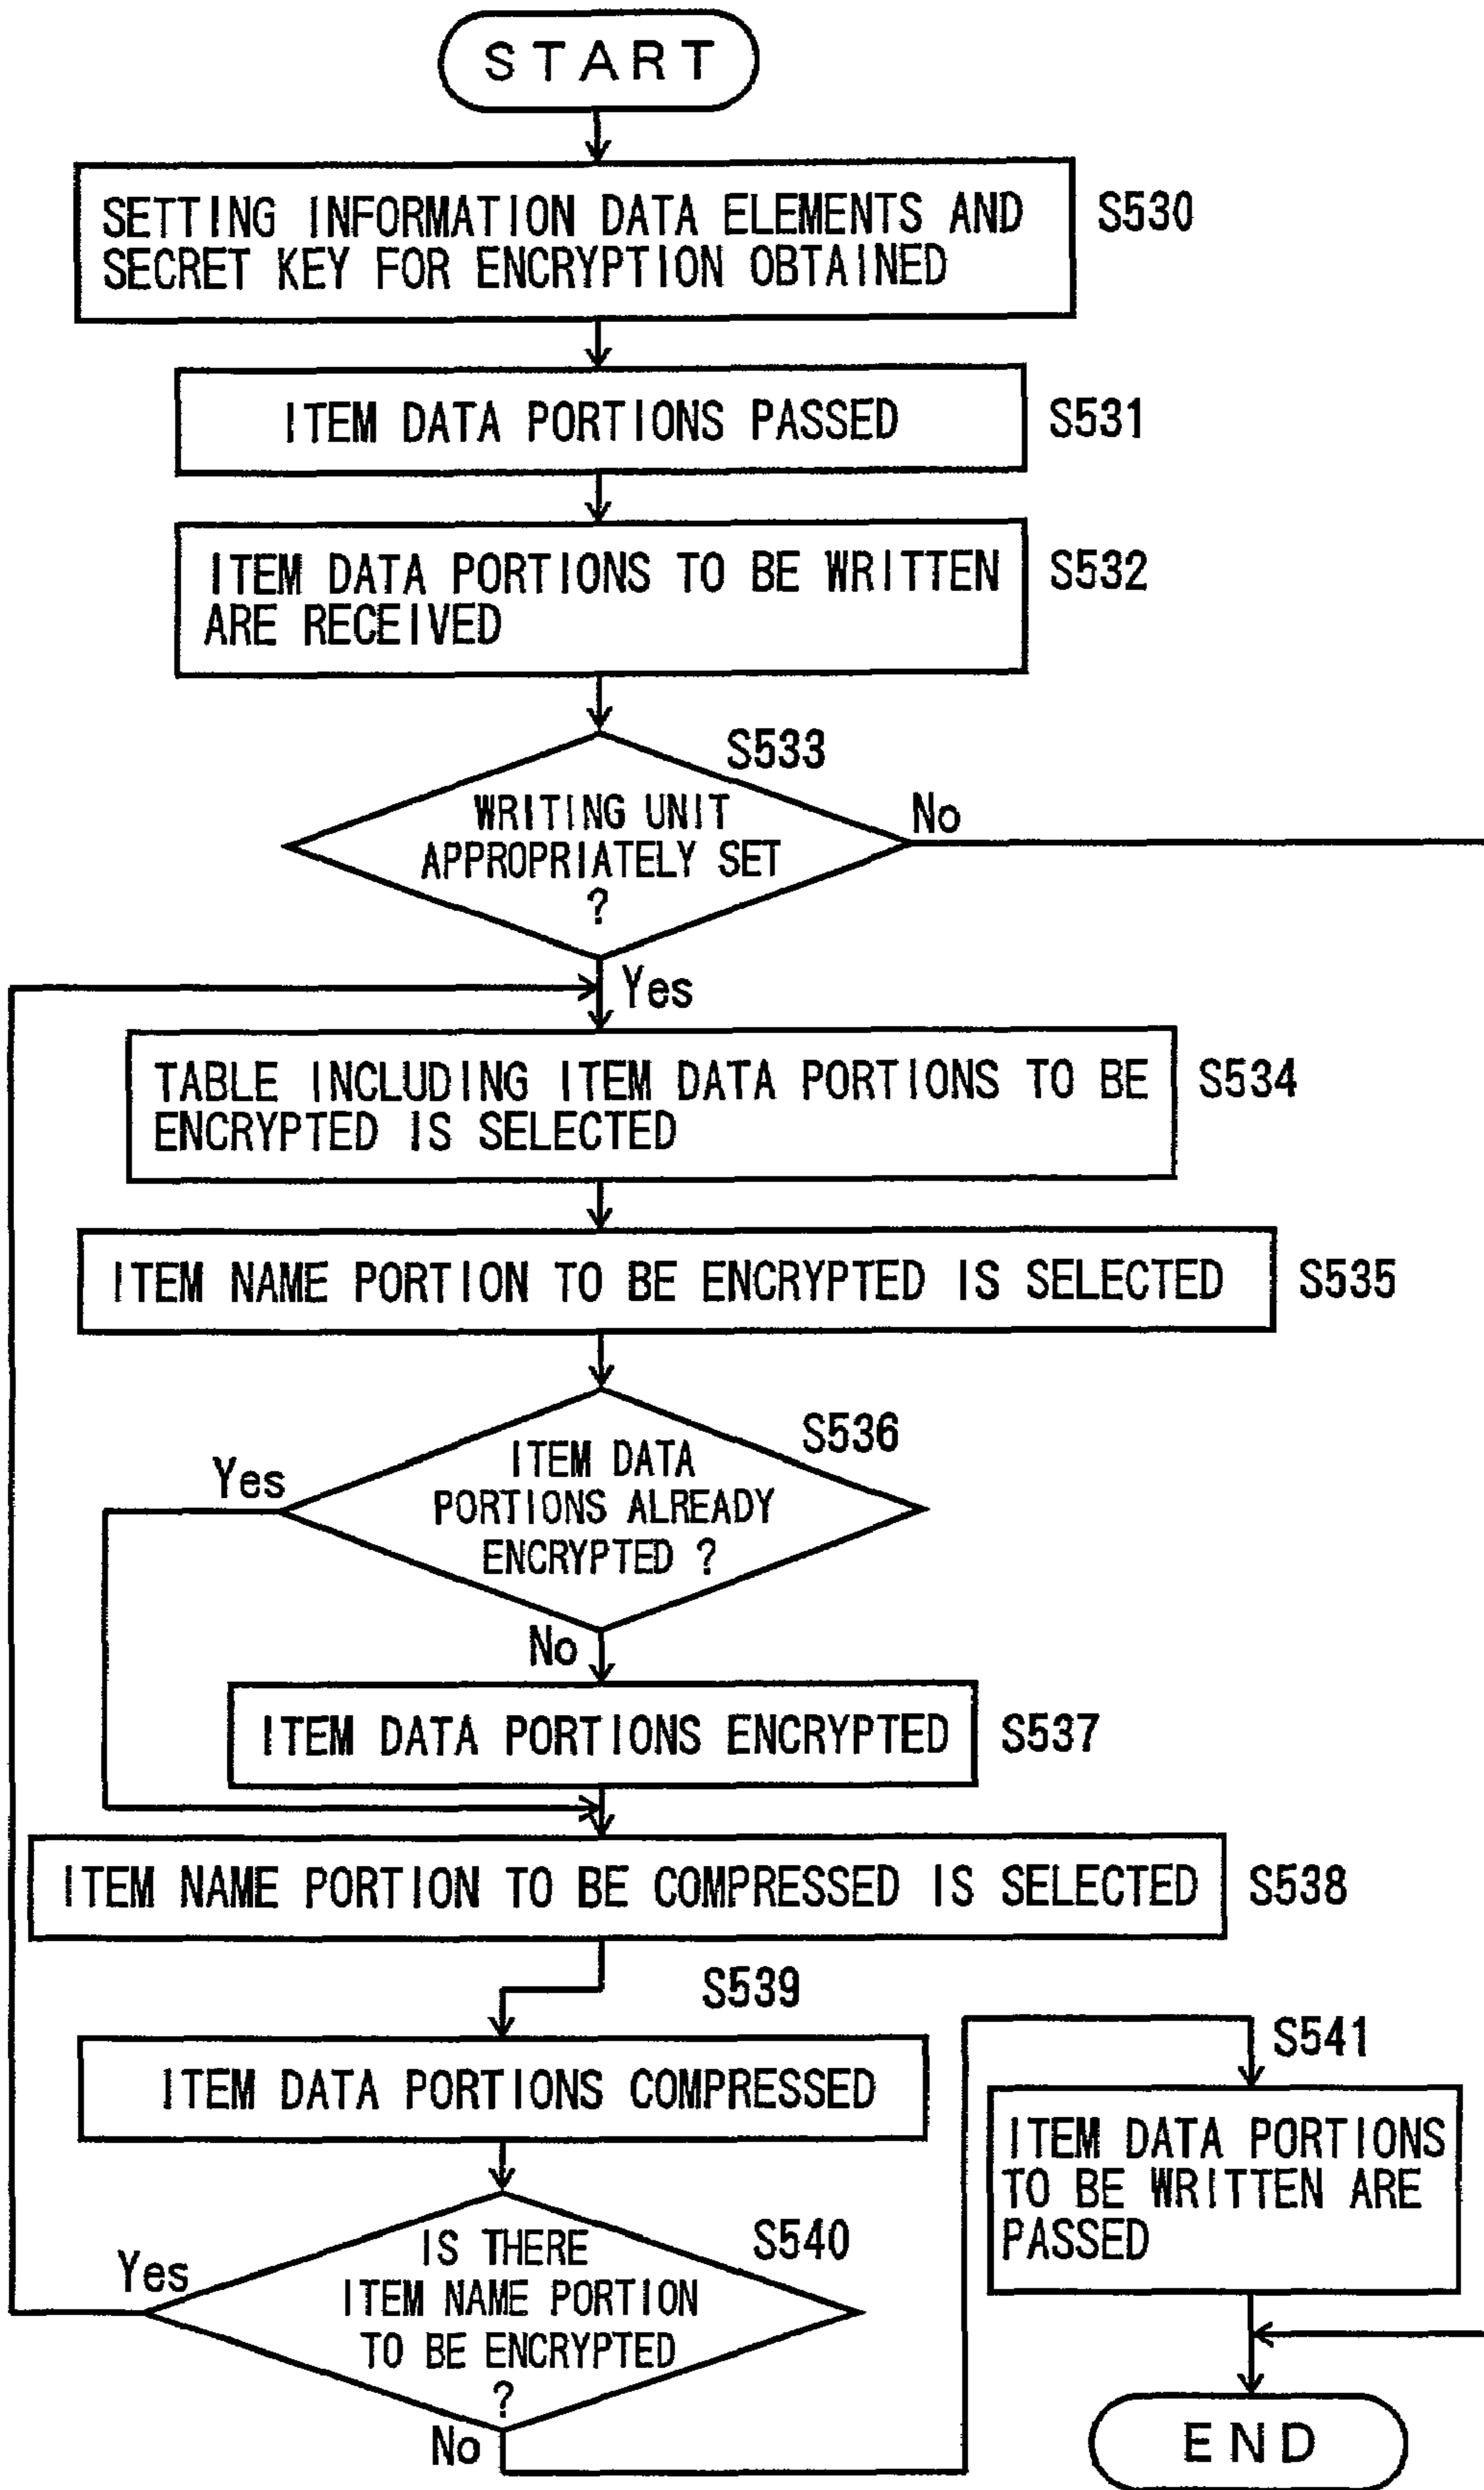 START
SETTING INFORMATION DATA ELEMENTS AND
SECRET KEY FOR ENCRYPTION OBTAINED
S530
ITEM DATA PORTIONS PASSED
S531
ITEM DATA PORTIONS TO BE WRITTEN
ARE RECEIVED
S532
S533
WRITING UNIT
APPROPRIATELY SET
?
No
Yes
TABLE INCLUDING ITEM DATA PORTIONS TO BE
ENCRYPTED IS SELECTED
S534
ITEM NAME PORTION TO BE ENCRYPTED IS SELECTED
S535
S536
ITEM DATA
PORTIONS ALREADY
ENCRYPTED ?
Yes
No
ITEM DATA PORTIONS ENCRYPTED
S537
ITEM NAME PORTION TO BE COMPRESSED IS SELECTED
S538
S539
ITEM DATA PORTIONS COMPRESSED
S540
IS THERE
ITEM NAME PORTION
TO BE ENCRYPTED
?
Yes
No
S541
ITEM DATA PORTIONS
TO BE WRITTEN ARE
PASSED
END